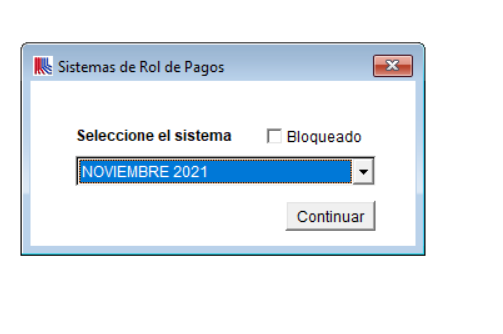 Sistemas de Rol de Pagos
Seleccione el sistema Bloqueado
NOVIEMBRE 2021
Continuar